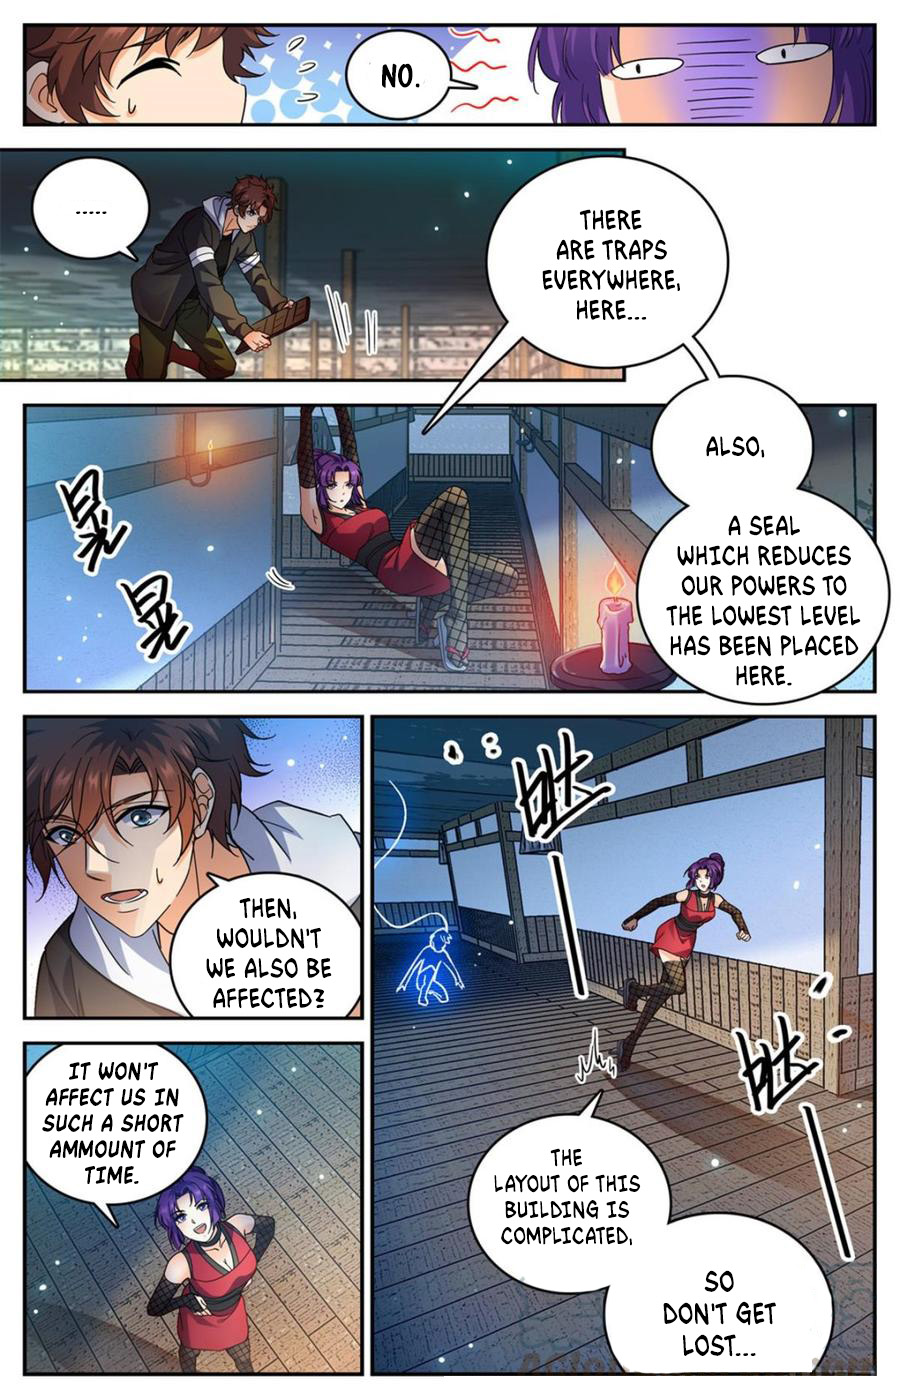 NO.
.....
THERE
ARE TRAPS
EVERYWHERE,
HERE...
ALSO,
A SEAL
WHICH REDUCES
OUR POWERS TO
THE LOWEST LEVEL
HAS BEEN PLACED
HERE.
晃
晃
THEN,
WOULDN'T
WE ALSO BE
AFFECTED?
哒
哒
IT WON'T
AFFECT US IN
SUCH A SHORT
AMMOUNT OF
TIME.
THE
LAYOUT OF THIS
BUILDING IS
COMPLICATED,
SO
DON'T GET
LOST...